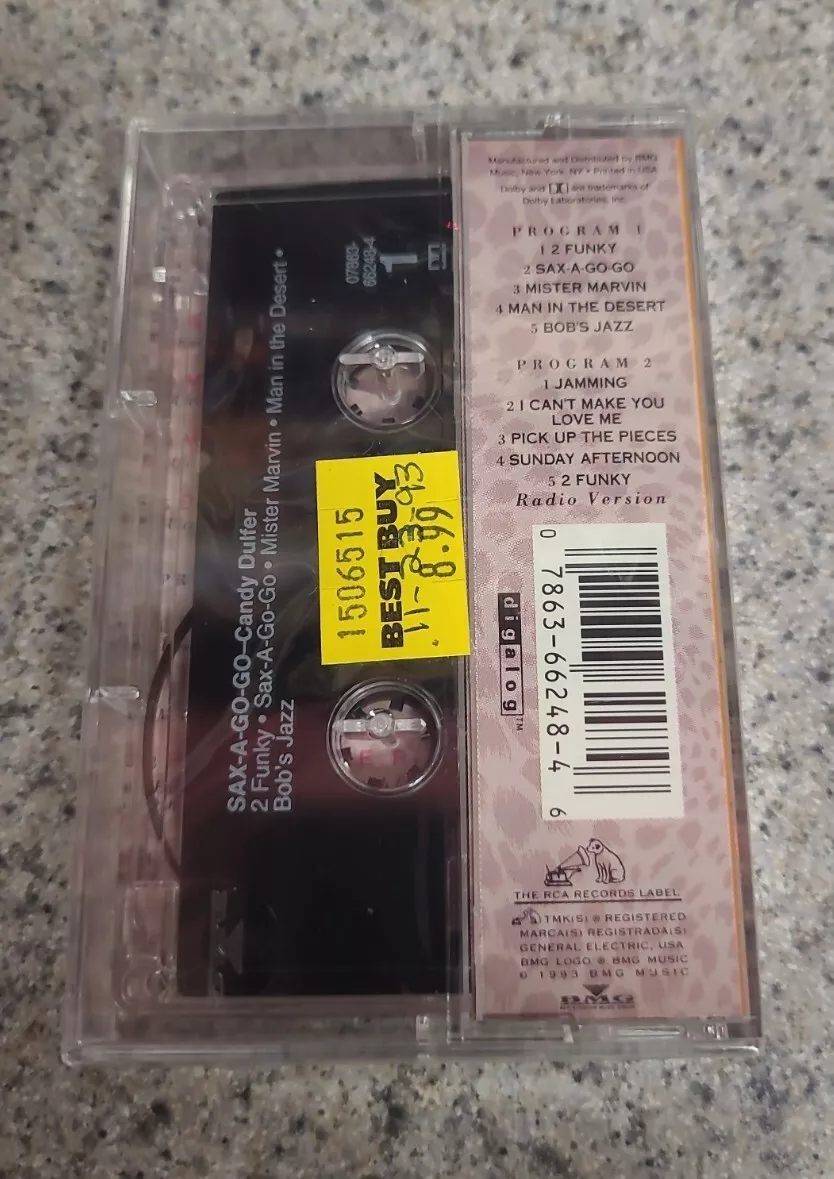 Manufactured and Distributed by BMG
Music, New York, NY • Printed in USA
Dolby and are trademarks of
Dolby Laboratories, Inc.
PROGRAM 1
1 2 FUNKY
2 SAX-A-GO-GO
3 MISTER MARVIN
4 MAN IN THE DESERT
5 BOB'S JAZZ
PROGRAM 2
1 JAMMING
2 I CAN'T MAKE YOU
LOVE ME
3 PICK UP THE PIECES
4 SUNDAY AFTERNOON
5 2 FUNKY
Radio Version
0 7863-66248-4 6
digalog™
THE RCA RECORDS LABEL
TMK(S) ® REGISTERED
MARCA(S) REGISTRADA(S)
GENERAL ELECTRIC, USA
BMG LOGO ® BMG MUSIC
© 1993 BMG MUSIC
BMG
SAX-A-GO-GO–Candy Dulfer
2 Funky • Sax-A-Go-Go • Mister Marvin • Man in the Desert •
Bob's Jazz
07863-
66248-4
1
1506515
BEST BUY
11-23-93
8.99